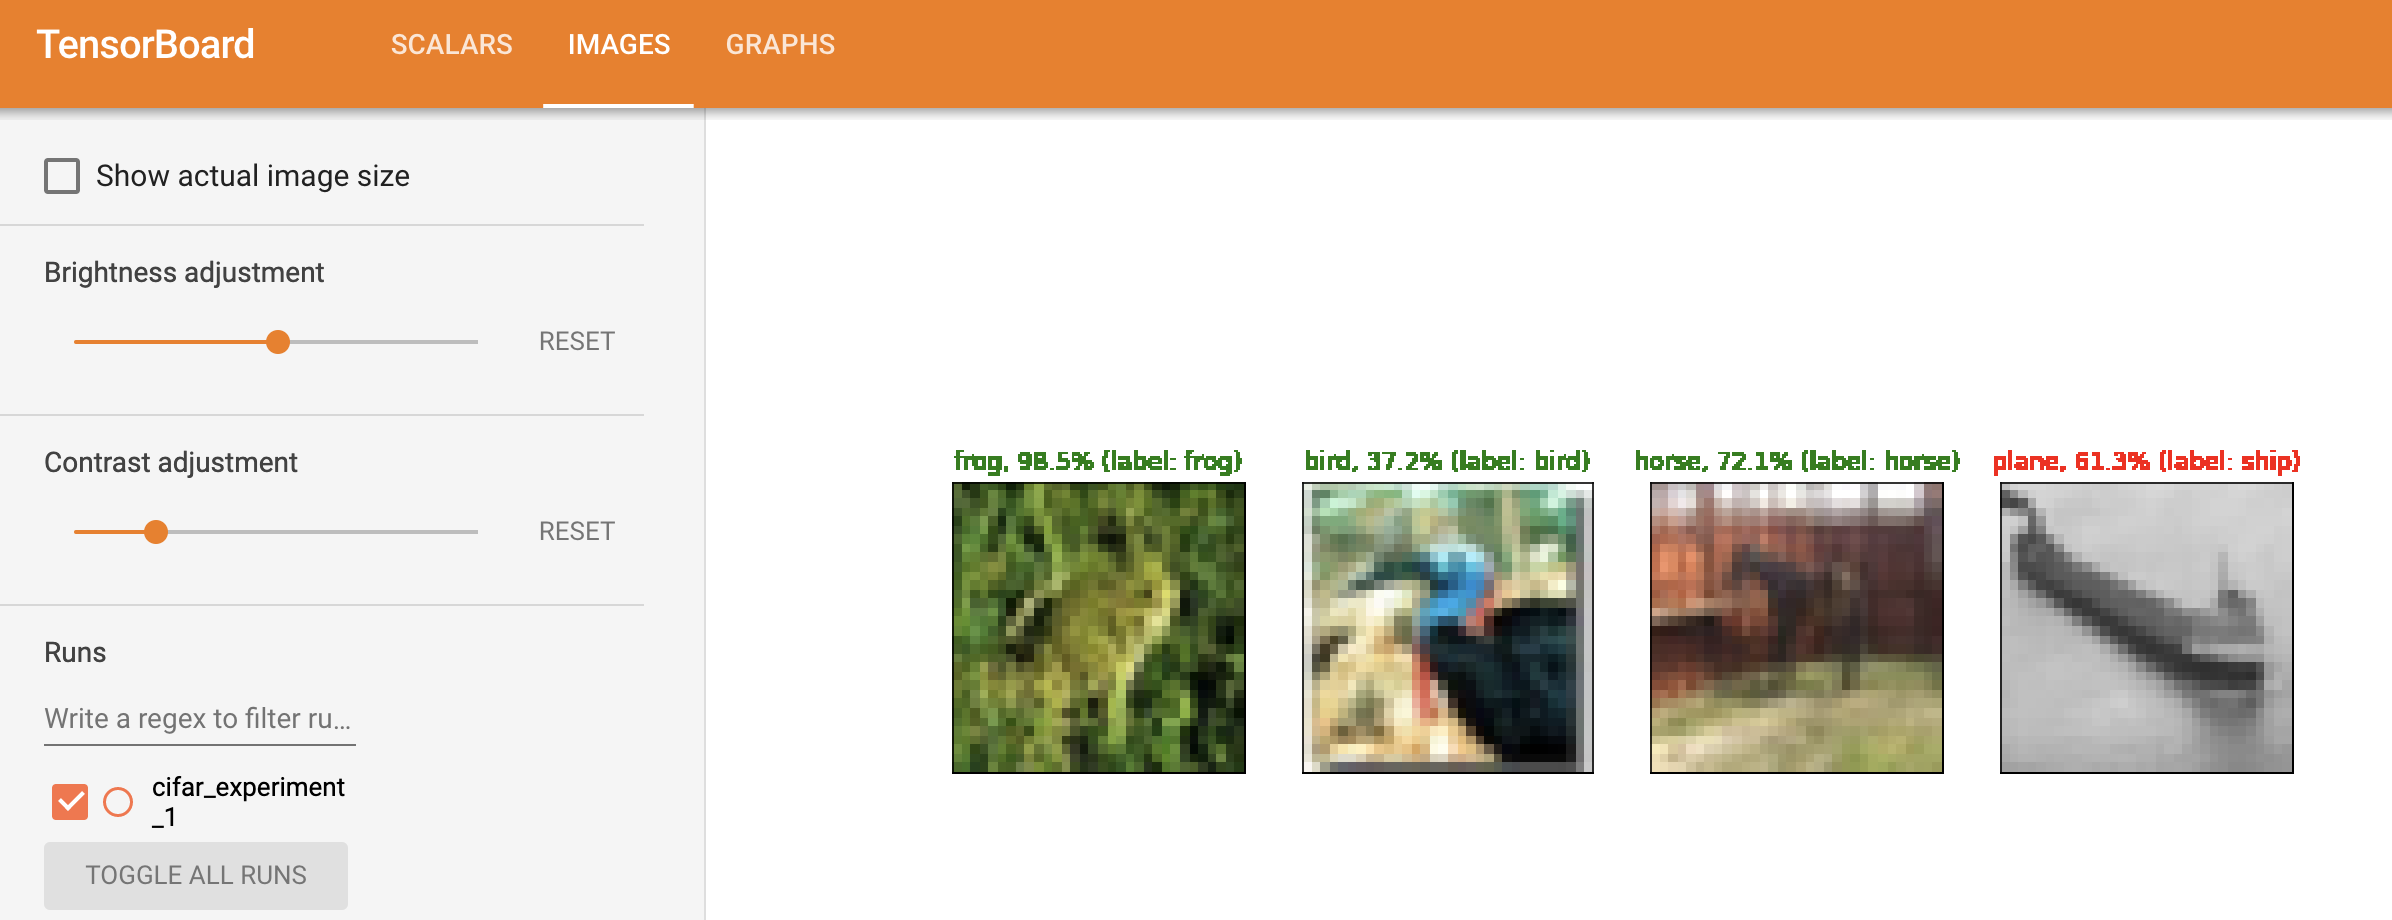 TensorBoard SCALARS IMAGES GRAPHS
Show actual image size
Brightness adjustment
RESET
Contrast adjustment
RESET
Runs
Write a regex to filter ru...
cifar_experiment
_1
TOGGLE ALL RUNS
frog, 98.5% (label: frog) bird, 37.2% (label: bird) horse, 72.1% (label: horse) plane, 61.3% (label: ship)